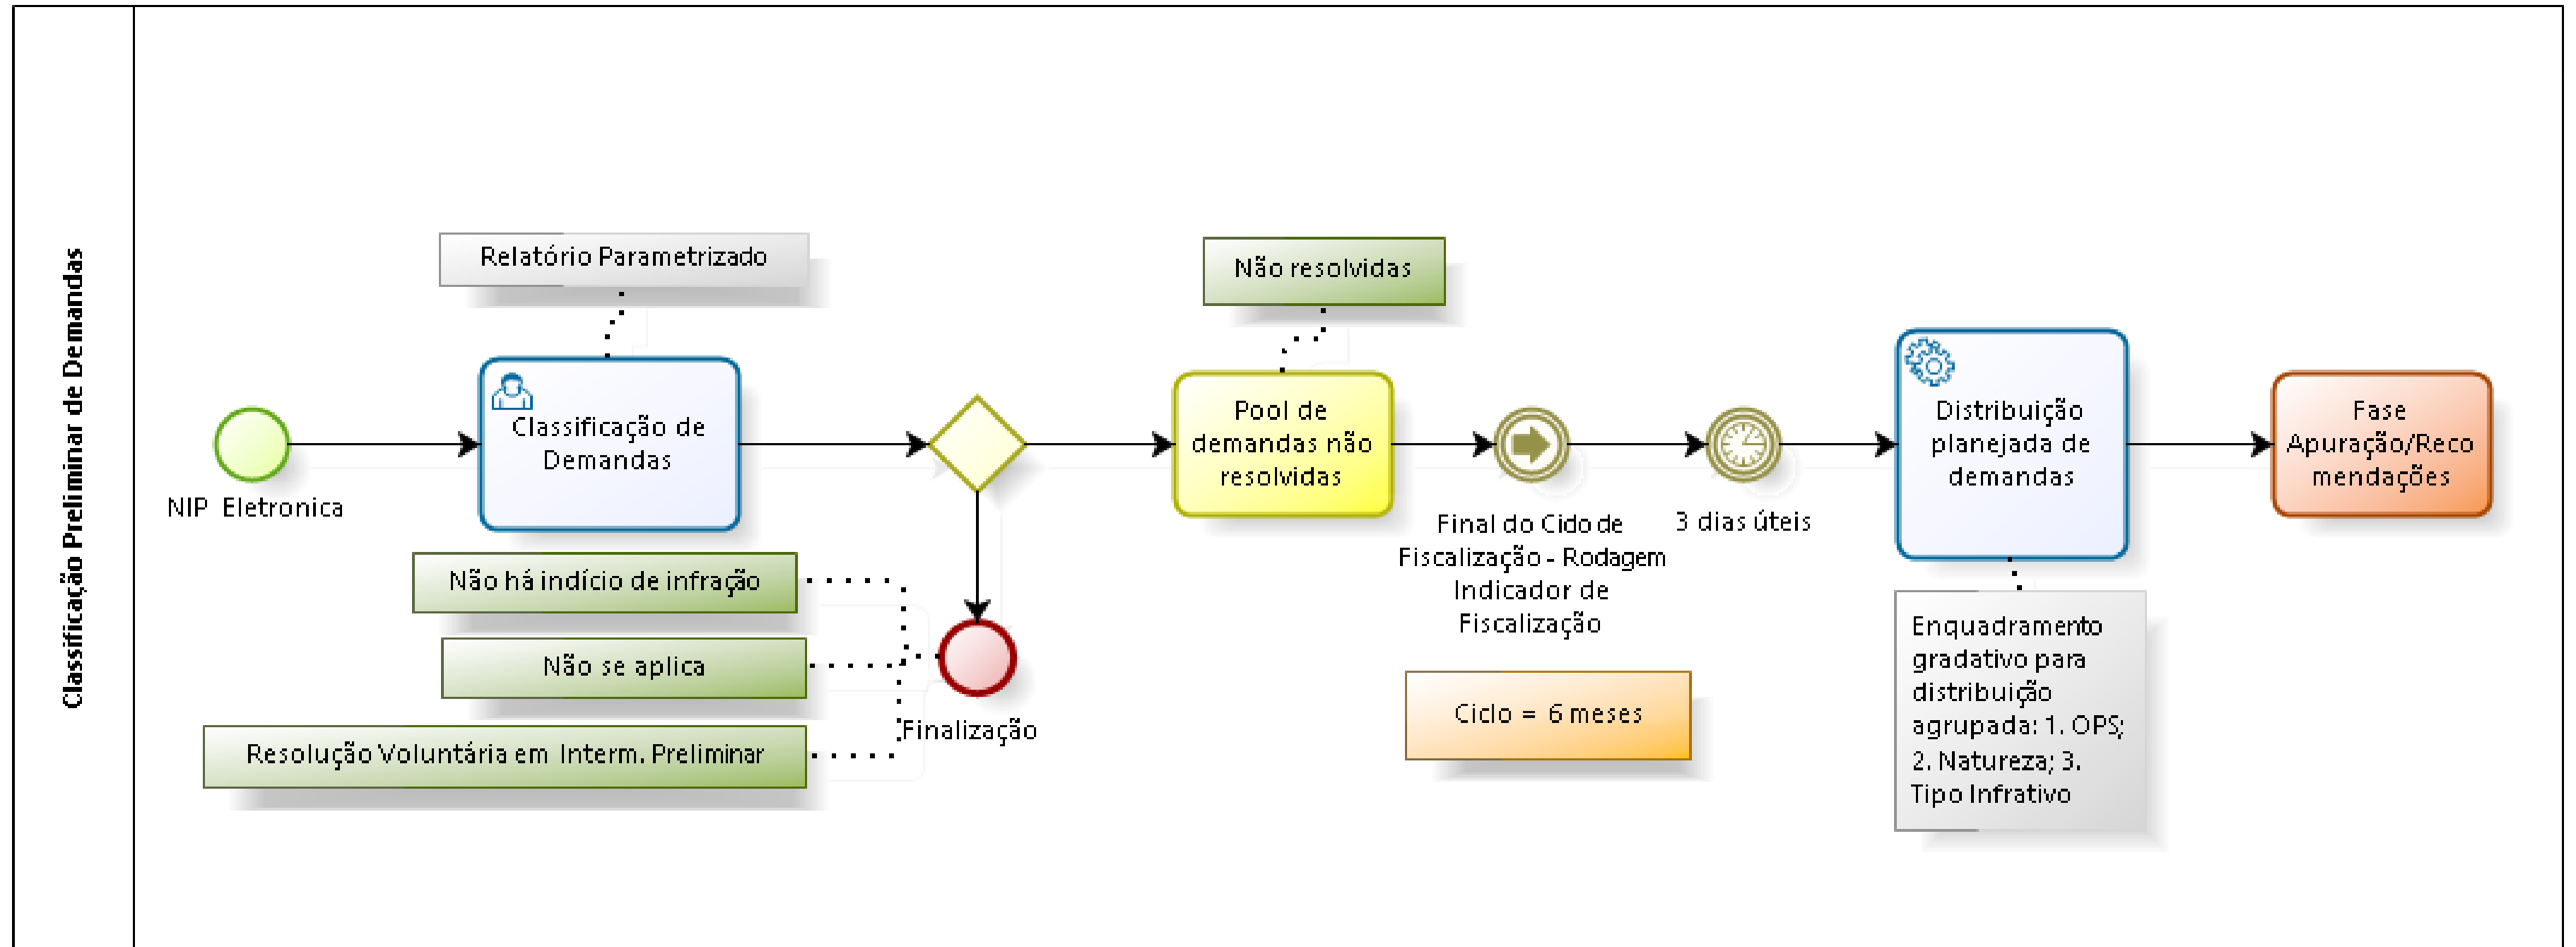 Classificação Preliminar de Demandas
NIP Eletronica
Relatório Parametrizado
Classificação de
Demandas
Não há indício de infração
Não se aplica
Resolução Voluntária em Interm. Preliminar
Finalização
Não resolvidas
Pool de
demandas não
resolvidas
Final do Ciclo de
Fiscalização - Rodagem
Indicador de
Fiscalização
Ciclo = 6 meses
3 dias úteis
Distribuição
planejada de
demandas
Enquadramento
gradativo para
distribuição
agrupada: 1. OPS;
2. Natureza; 3.
Tipo Infrativo
Fase
Apuração/Reco
mendações